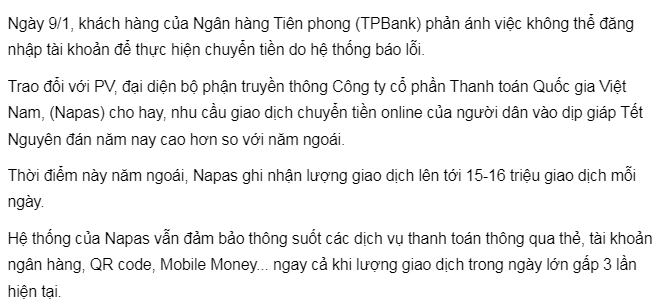 Ngày 9/1, khách hàng của Ngân hàng Tiên phong (TPBank) phản ánh việc không thể đăng
nhập tài khoản để thực hiện chuyển tiền do hệ thống báo lỗi.
Trao đổi với PV, đại diện bộ phận truyền thông Công ty cổ phần Thanh toán Quốc gia Việt
Nam, (Napas) cho hay, nhu cầu giao dịch chuyển tiền online của người dân vào dịp giáp Tết
Nguyên đán năm nay cao hơn so với năm ngoái.
Thời điểm này năm ngoái, Napas ghi nhận lượng giao dịch lên tới 15-16 triệu giao dịch mỗi
ngày.
Hệ thống của Napas vẫn đảm bảo thông suốt các dịch vụ thanh toán thông qua thẻ, tài khoản
ngân hàng, QR code, Mobile Money... ngay cả khi lượng giao dịch trong ngày lớn gấp 3 lần
hiện tại.